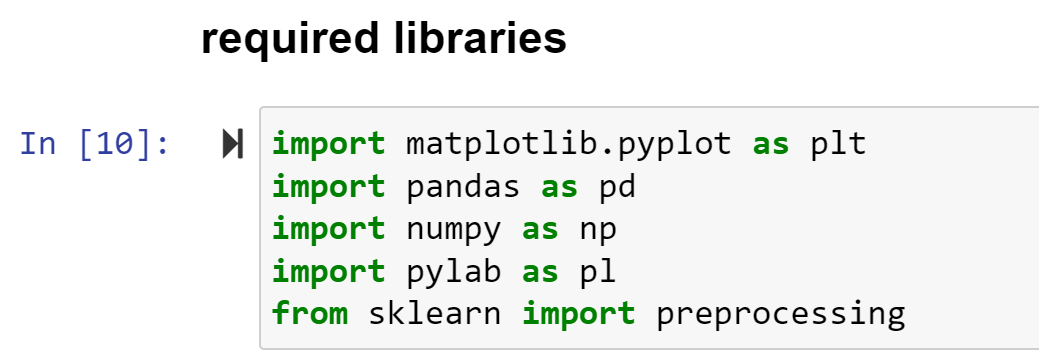 required libraries
In [10]:
import matplotlib.pyplot as plt
import pandas as pd
import numpy as np
import pylab as pl
from sklearn import preprocessing